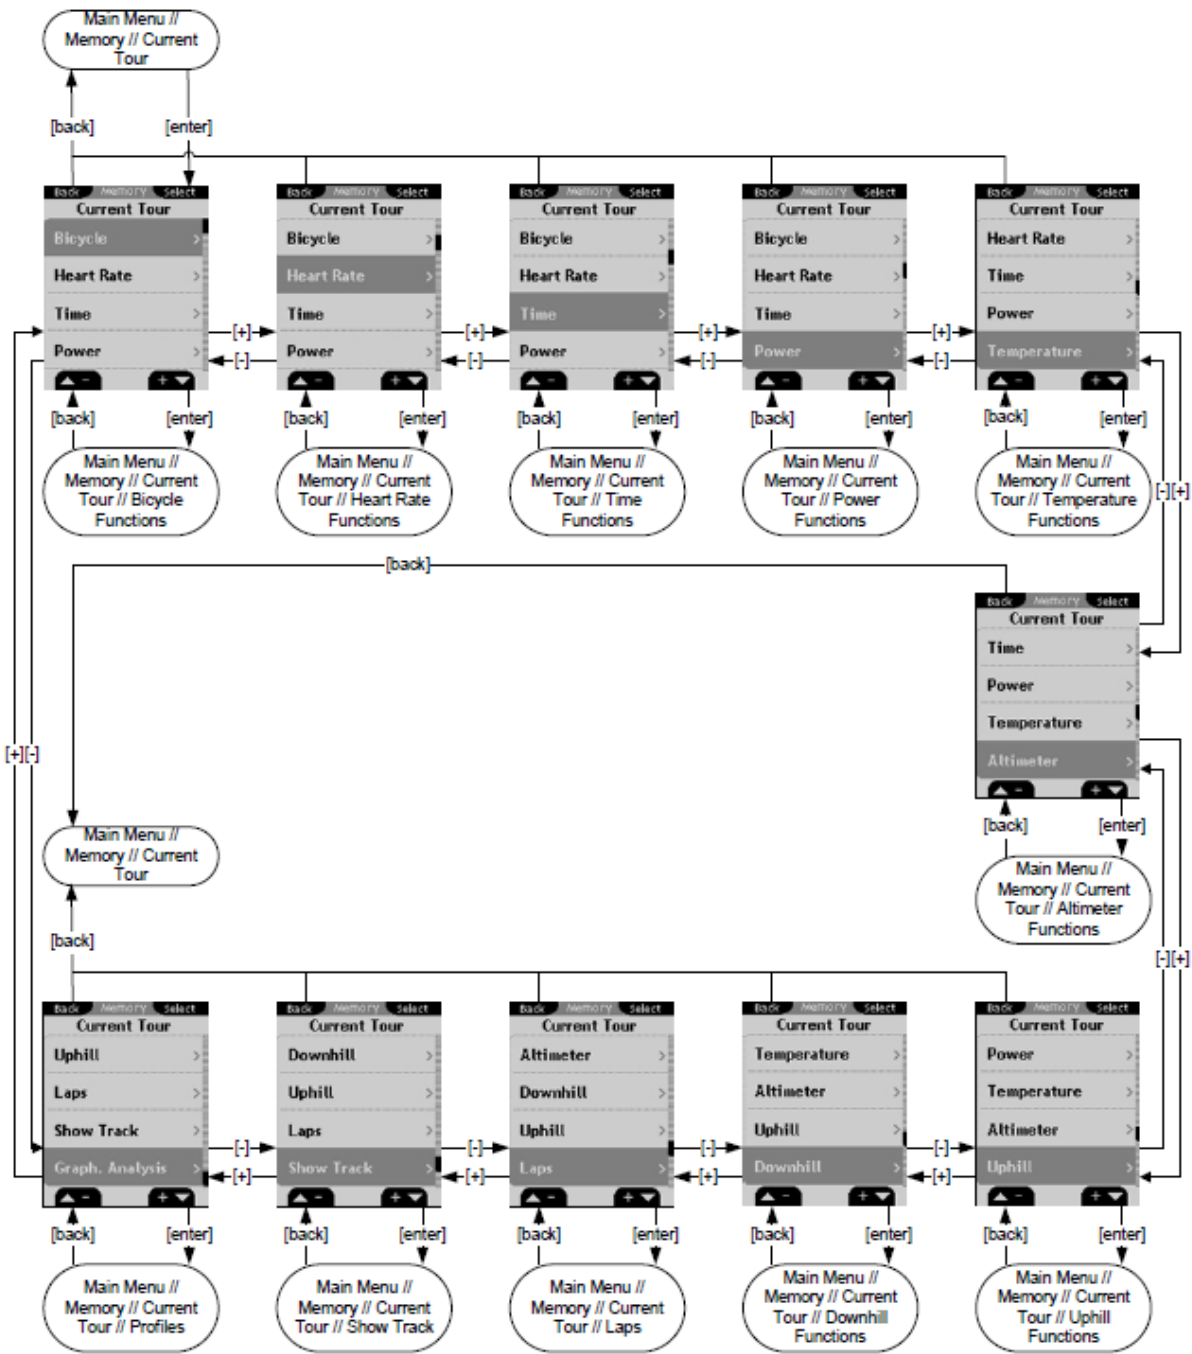 Main Menu //
Memory // Current
Tour
[back]
[enter]
Back Memory Select
Current Tour
Bicycle
Heart Rate
Time
Power
Back Memory Select
Current Tour
Bicycle
Heart Rate
Time
Power
Back Memory Select
Current Tour
Bicycle
Heart Rate
Time
Power
Back Memory Select
Current Tour
Bicycle
Heart Rate
Time
Power
Back Memory Select
Current Tour
Heart Rate
Time
Power
Temperature
[+]
[-]
[+]
[-]
[+]
[-]
[+]
[-]
- +
- +
- +
- +
- +
[back] [enter]
[back] [enter]
[back] [enter]
[back] [enter]
[back] [enter]
Main Menu //
Memory // Current
Tour // Bicycle
Functions
Main Menu //
Memory // Current
Tour // Heart Rate
Functions
Main Menu //
Memory // Current
Tour // Time
Functions
Main Menu //
Memory // Current
Tour // Power
Functions
Main Menu //
Memory // Current
Tour // Temperature
Functions
[-][+]
[back]
Back Memory Select
Current Tour
Time
Power
Temperature
Altimeter
- +
[+][-]
[back] [enter]
Main Menu //
Memory // Current
Tour
Main Menu //
Memory // Current
Tour // Altimeter
Functions
[back]
[-][+]
Back Memory Select
Current Tour
Uphill
Laps
Show Track
Graph. Analysis
Back Memory Select
Current Tour
Downhill
Uphill
Laps
Show Track
Back Memory Select
Current Tour
Altimeter
Downhill
Uphill
Laps
Back Memory Select
Current Tour
Temperature
Altimeter
Uphill
Downhill
Back Memory Select
Current Tour
Power
Temperature
Altimeter
Uphill
[-]
[+]
[-]
[+]
[-]
[+]
[-]
[+]
- +
- +
- +
- +
- +
[back] [enter]
[back] [enter]
[back] [enter]
[back] [enter]
[back] [enter]
Main Menu //
Memory // Current
Tour // Profiles
Main Menu //
Memory // Current
Tour // Show Track
Main Menu //
Memory // Current
Tour // Laps
Main Menu //
Memory // Current
Tour // Downhill
Functions
Main Menu //
Memory // Current
Tour // Uphill
Functions